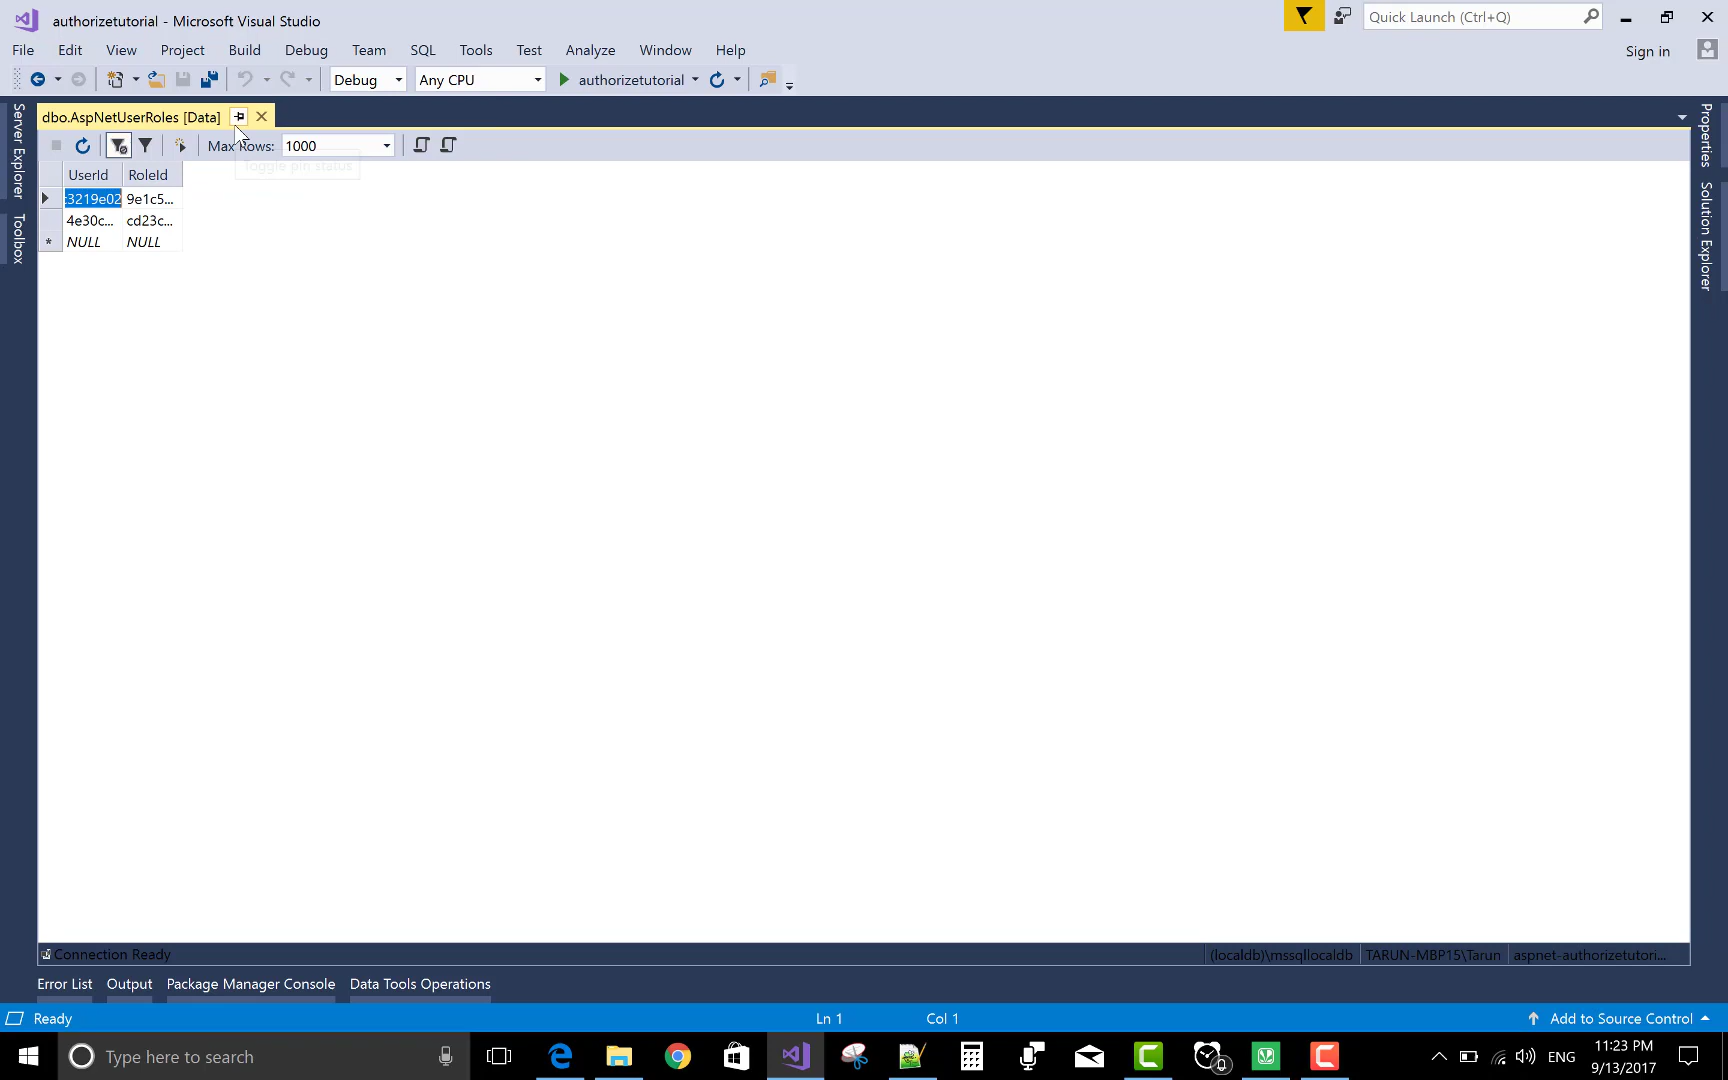 authorizetutorial - Microsoft Visual Studio
Quick Launch (Ctrl+Q)
File Edit View Project Build Debug Team SQL Tools Test Analyze Window Help
Sign in
Debug Any CPU authorizetutorial
Server Explorer
Toolbox
dbo.AspNetUserRoles [Data]
Max Rows: 1000
Toggle pin status
UserId RoleId
:3219e02 9e1c5...
4e30c... cd23c...
NULL NULL
Properties
Solution Explorer
Connection Ready (localdb)\mssqllocaldb TARUN-MBP15\Tarun aspnet-authorizetutori...
Error List Output Package Manager Console Data Tools Operations
Ready Ln 1 Col 1 Add to Source Control
Type here to search
ENG
11:23 PM
9/13/2017